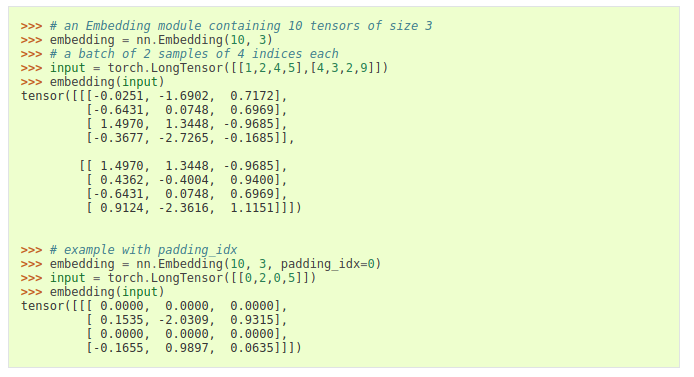 >>> # an Embedding module containing 10 tensors of size 3
>>> embedding = nn.Embedding(10, 3)
>>> # a batch of 2 samples of 4 indices each
>>> input = torch.LongTensor([[1,2,4,5],[4,3,2,9]])
>>> embedding(input)
tensor([[[-0.0251, -1.6902,  0.7172],
         [-0.6431,  0.0748,  0.6969],
         [ 1.4970,  1.3448, -0.9685],
         [-0.3677, -2.7265, -0.1685]],

        [[ 1.4970,  1.3448, -0.9685],
         [ 0.4362, -0.4004,  0.9400],
         [-0.6431,  0.0748,  0.6969],
         [ 0.9124, -2.3616,  1.1151]]])


>>> # example with padding_idx
>>> embedding = nn.Embedding(10, 3, padding_idx=0)
>>> input = torch.LongTensor([[0,2,0,5]])
>>> embedding(input)
tensor([[[ 0.0000,  0.0000,  0.0000],
         [ 0.1535, -2.0309,  0.9315],
         [ 0.0000,  0.0000,  0.0000],
         [-0.1655,  0.9897,  0.0635]]])